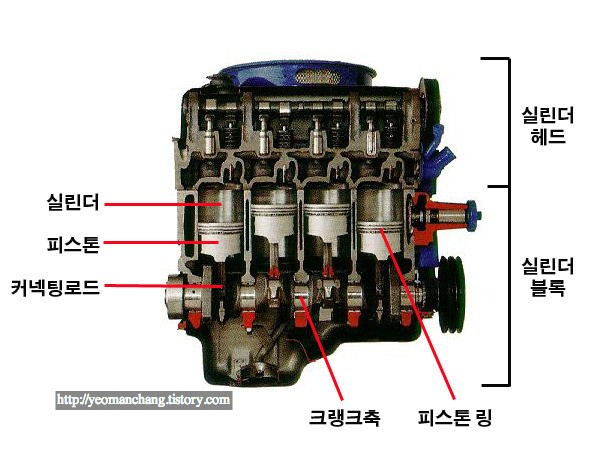 실린더
헤드
실린더
피스톤
커넥팅로드
실린더
블록
http://yeomanchang.tistory.com
크랭크축
피스톤 링